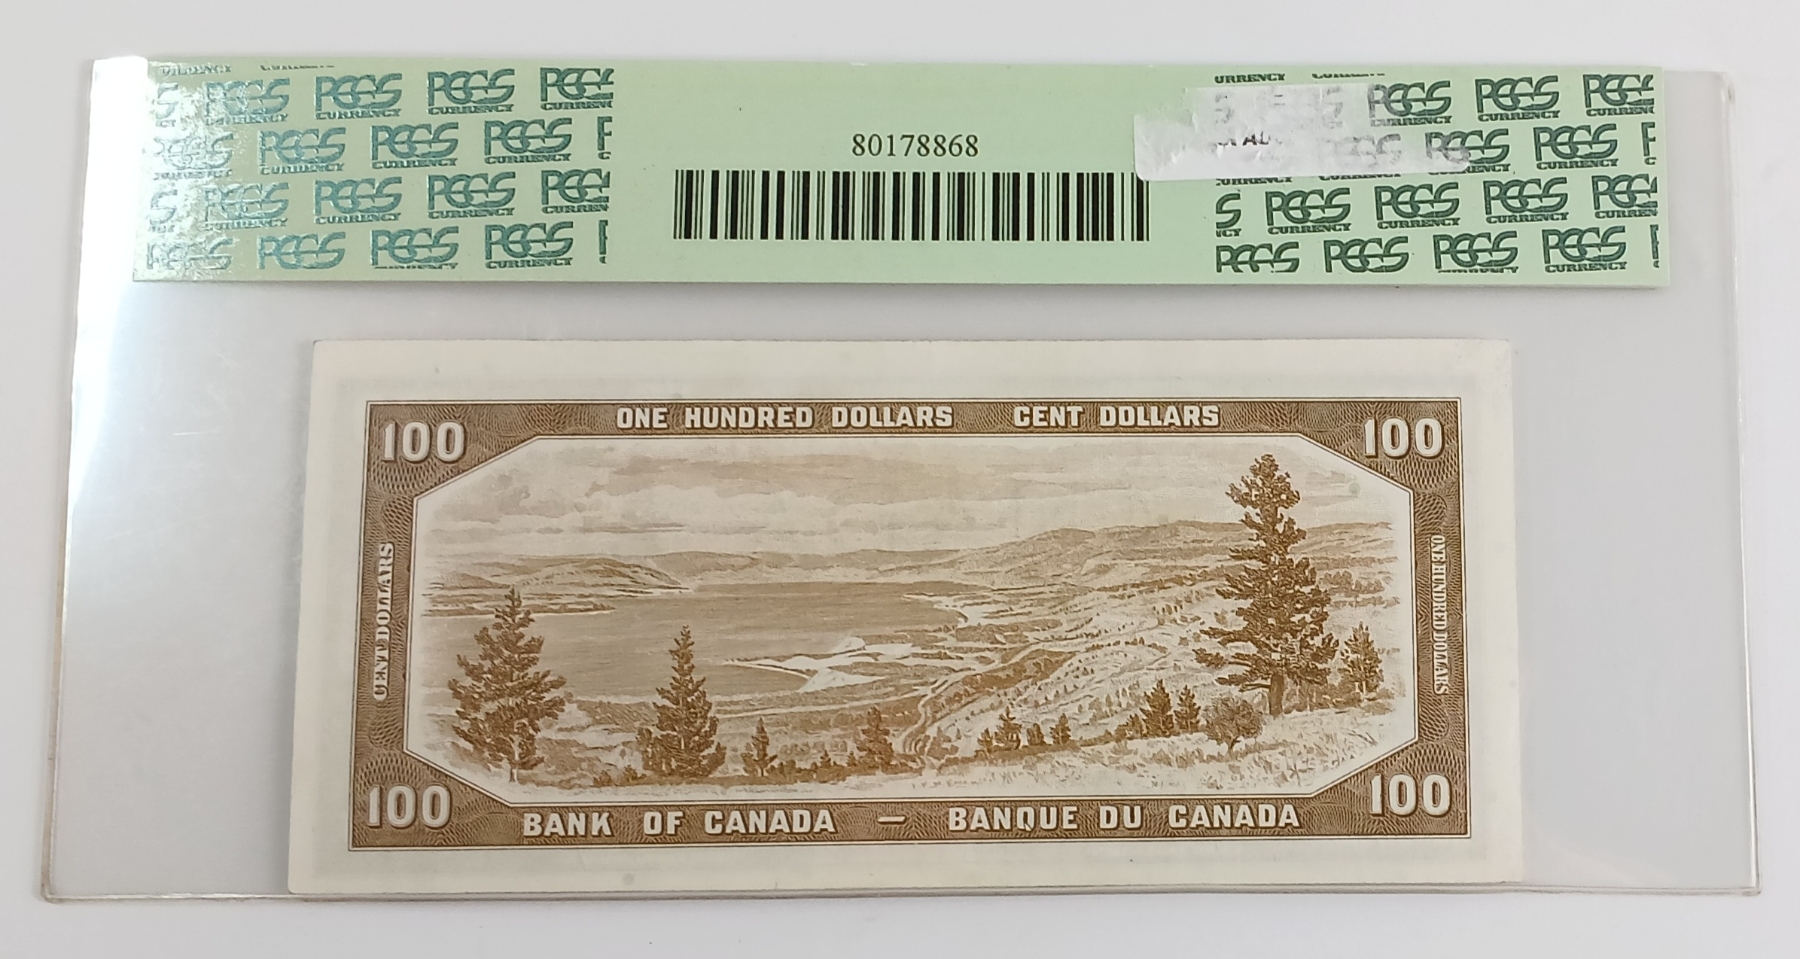 PCGS CURRENCY
80178868
ONE HUNDRED DOLLARS CENT DOLLARS
100 100
CENT DOLLARS
ONE HUNDRED DOLLARS
100 100
BANK OF CANADA — BANQUE DU CANADA